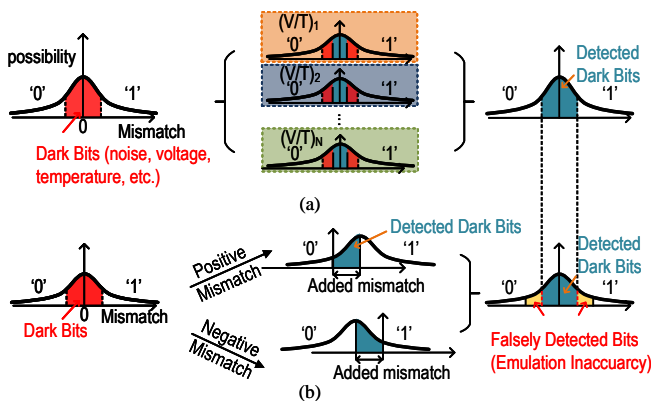 possibility
'0' '1'
0
Mismatch
Dark Bits (noise, voltage,
temperature, etc.)
(V/T)1
'0' '1'
(V/T)2
'0' '1'
⋮
(V/T)N
'0' '1'
Detected
Dark Bits
'0' '1'
(a)
'0' '1'
0
Mismatch
Dark Bits
Positive
Mismatch
Detected Dark Bits
'0' '1'
Added mismatch
Negative
Mismatch
'0' '1'
Added mismatch
Detected
Dark Bits
'0' '1'
Falsely Detected Bits
(Emulation Inaccuarcy)
(b)